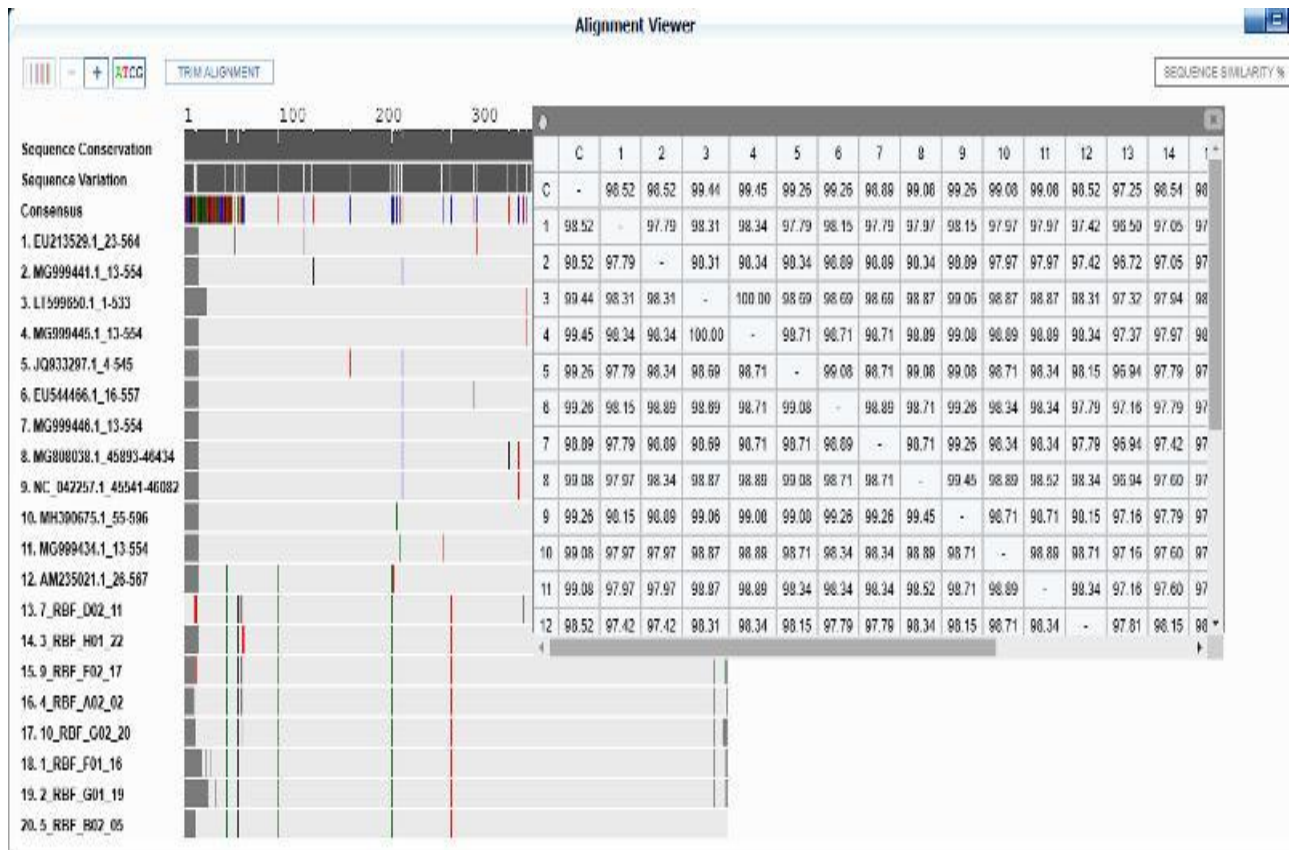 Alignment Viewer
- + ATCG TRIM ALIGNMENT SEQUENCE SIMILARITY %
1 100 200 300
Sequence Conservation
Sequence Variation
Consensus
1. EU213529.1_23-564
2. MG999441.1_13-554
3. LT599650.1_1-533
4. MG999445.1_13-554
5. JQ933297.1_4-545
6. EU544466.1_16-557
7. MG999446.1_13-554
8. MG808038.1_45893-46434
9. NC_042257.1_45541-46082
10. MH390675.1_55-596
11. MG999434.1_13-554
12. AM235021.1_26-567
13. 7_RBF_D02_11
14. 3_RBF_H01_22
15. 9_RBF_F02_17
16. 4_RBF_A02_02
17. 10_RBF_G02_20
18. 1_RBF_F01_16
19. 2_RBF_G01_19
20. 5_RBF_B02_05
C 1 2 3 4 5 6 7 8 9 10 11 12 13 14 1
C - 98.52 98.52 99.44 99.45 99.26 99.26 98.89 99.08 99.26 99.08 99.08 98.52 97.25 98.54 98
1 98.52 - 97.79 98.31 98.34 97.79 98.15 97.79 97.97 98.15 97.97 97.97 97.42 96.50 97.05 97
2 98.52 97.79 - 98.31 98.34 98.34 98.89 98.89 98.34 98.89 97.97 97.97 97.42 96.72 97.05 97
3 99.44 98.31 98.31 - 100.00 98.69 98.69 98.69 98.87 99.06 98.87 98.87 98.31 97.32 97.94 98
4 99.45 98.34 98.34 100.00 - 98.71 98.71 98.71 98.89 99.08 98.89 98.89 98.34 97.37 97.97 98
5 99.26 97.79 98.34 98.69 98.71 - 99.08 98.71 99.08 99.08 98.71 98.34 98.15 96.94 97.79 97
6 99.26 98.15 98.89 98.69 98.71 99.08 - 98.89 98.71 99.26 98.34 98.34 97.79 97.16 97.79 97
7 98.89 97.79 98.89 98.69 98.71 98.71 98.89 - 98.71 99.26 98.34 98.34 97.79 96.94 97.42 97
8 99.08 97.97 98.34 98.87 98.89 99.08 98.71 98.71 - 99.45 98.89 98.52 98.34 96.94 97.60 97
9 99.26 98.15 98.89 99.06 99.08 99.08 99.26 99.26 99.45 - 98.71 98.71 98.15 97.16 97.79 97
10 99.08 97.97 97.97 98.87 98.89 98.71 98.34 98.34 98.89 98.71 - 98.89 98.71 97.16 97.60 97
11 99.08 97.97 97.97 98.87 98.89 98.34 98.34 98.34 98.52 98.71 98.89 - 98.34 97.16 97.60 97
12 98.52 97.42 97.42 98.31 98.34 98.15 97.79 97.79 98.34 98.15 98.71 98.34 - 97.81 98.15 98